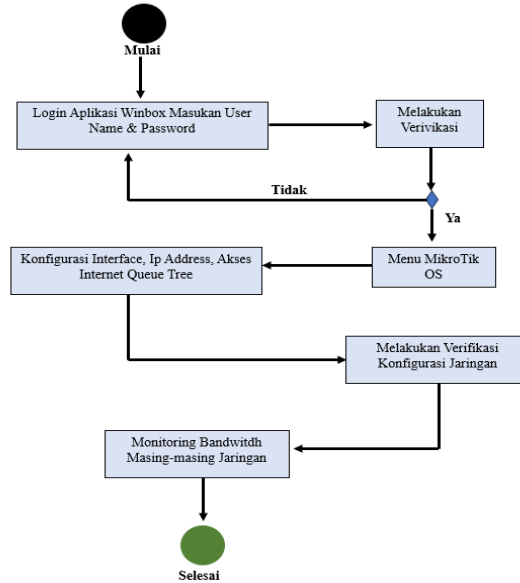 Mulai
Login Aplikasi Winbox Masukan User
Name & Password
Melakukan
Verivikasi
Tidak
Ya
Konfigurasi Interface, Ip Address, Akses
Internet Queue Tree
Menu MikroTik
OS
Melakukan Verifikasi
Konfigurasi Jaringan
Monitoring Bandwitdh
Masing-masing Jaringan
Selesai